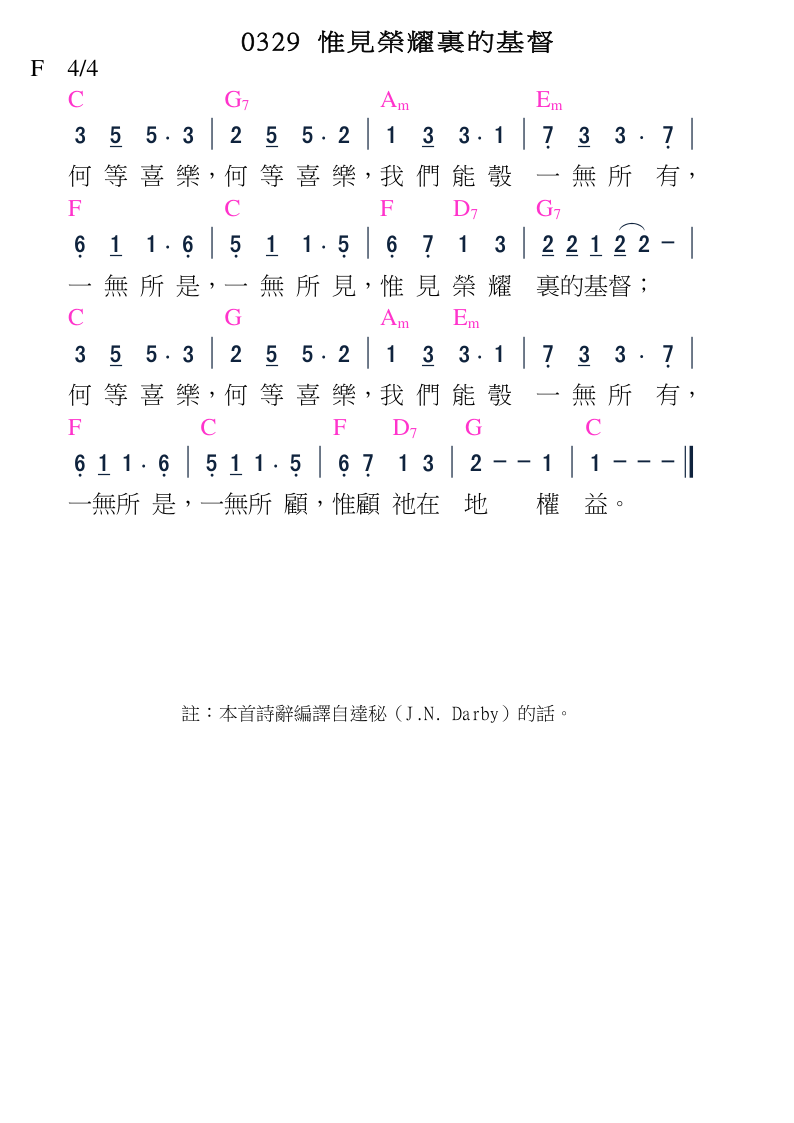 0329 惟見榮耀裏的基督
F 4/4
C G7 Am Em
3 5 5 · 3 | 2 5 5 · 2 | 1 3 3 · 1 | 7 3 3 · 7 |
何 等 喜 樂，何 等 喜 樂，我 們 能 彀 一 無 所 有，
F C F D7 G7
6 1 1 · 6 | 5 1 1 · 5 | 6 7 1 3 | 2 2 1 2 2 - |
一 無 所 是，一 無 所 見，惟 見 榮 耀 裏的基督；
C G Am Em
3 5 5 · 3 | 2 5 5 · 2 | 1 3 3 · 1 | 7 3 3 · 7 |
何 等 喜 樂，何 等 喜 樂，我 們 能 彀 一 無 所 有，
F C F D7 G C
6 1 1 · 6 | 5 1 1 · 5 | 6 7 1 3 | 2 - - 1 | 1 - - - ‖
一無所 是，一無所 顧，惟顧 祂在 地 權 益。
註：本首詩辭編譯自達秘（J.N. Darby）的話。